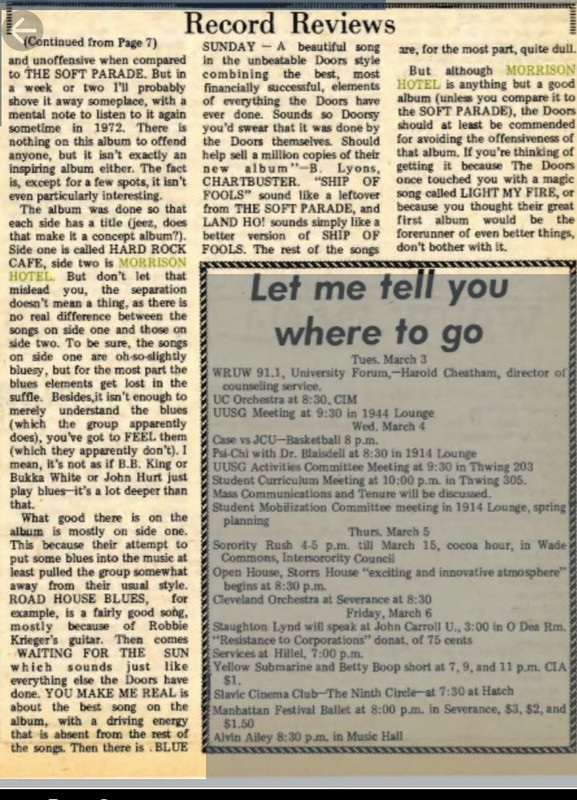 Record Reviews
(Continued from Page 7)
and unoffensive when compared
to THE SOFT PARADE. But in
a week or two I'll probably
shove it away someplace, with a
mental note to listen to it again
sometime in 1972. There is
nothing on this album to offend
anyone, but it isn't exactly an
inspiring album either. The fact
is, except for a few spots, it isn't
even particularly interesting.
The album was done so that
each side has a title (jeez, does
that make it a concept album?).
Side one is called HARD ROCK
CAFE, side two is MORRISON
HOTEL. But don't let that
mislead you, the separation
doesn't mean a thing, as there is
no real difference between the
songs on side one and those on
side two. To be sure, the songs
on side one are oh-so-slightly
bluesy, but for the most part the
blues elements get lost in the
suffle. Besides,it isn't enough to
merely understand the blues
(which the group apparently
does), you've got to FEEL them
(which they apparently don't). I
mean, it's not as if B.B. King or
Bukka White or John Hurt just
play blues—it's a lot deeper than
that.
What good there is on the
album is mostly on side one.
This because their attempt to
put some blues into the music at
least pulled the group somewhat
away from their usual style.
ROAD HOUSE BLUES, for
example, is a fairly good song,
mostly because of Robbie
Krieger's guitar. Then comes
WAITING FOR THE SUN
which sounds just like
everything else the Doors have
done. YOU MAKE ME REAL is
about the best song on the
album, with a driving energy
that is absent from the rest of
the songs. Then there is . BLUE
SUNDAY — A beautiful song
in the unbeatable Doors style
combining the best, most
financially successful, elements
of everything the Doors have
ever done. Sounds so Doorsy
you'd swear that it was done by
the Doors themselves. Should
help sell a million copies of their
new album"—B. Lyons,
CHARTBUSTER. "SHIP OF
FOOLS" sound like a leftover
from THE SOFT PARADE, and
LAND HO! sounds simply like a
better version of SHIP OF
FOOLS. The rest of the songs
are, for the most part, quite dull.
But although MORRISON
HOTEL is anything but a good
album (unless you compare it to
the SOFT PARADE), the Doors
should at least be commended
for avoiding the offensiveness of
that album. If you're thinking of
getting it because The Doors
once touched you with a magic
song called LIGHT MY FIRE, or
because you thought their great
first album would be the
forerunner of even better things,
don't bother with it.
Let me tell you
where to go
Tues. March 3
WRUW 91.1, University Forum,—Harold Cheatham, director of
counseling service.
UC Orchestra at 8:30, CIM
UUSG Meeting at 9:30 in 1944 Lounge
Wed. March 4
Case vs JCU—Basketball 8 p.m.
Psi-Chi with Dr. Blaisdell at 8:30 in 1914 Lounge
UUSG Activities Committee Meeting at 9:30 in Thwing 203
Student Curriculum Meeting at 10:00 p.m. in Thwing 305.
Mass Communications and Tenure will be discussed.
Student Mobilization Committee meeting in 1914 Lounge, spring
planning
Thurs. March 5
Sorority Rush 4-5 p.m. till March 15, cocoa hour, in Wade
Commons, Intersorority Council
Open House, Storrs House "exciting and innovative atmosphere"
begins at 8:30 p.m.
Cleveland Orchestra at Severance at 8:30
Friday, March 6
Staughton Lynd will speak at John Carroll U., 3:00 in O Dea Rm.
"Resistance to Corporations" donat. of 75 cents
Services at Hillel, 7:00 p.m.
Yellow Submarine and Betty Boop short at 7, 9, and 11 p.m. CIA
$1.
Slavic Cinema Club—The Ninth Circle—at 7:30 at Hatch
Manhattan Festival Ballet at 8:00 p.m. in Severance, $3, $2, and
$1.50
Alvin Ailey 8:30 p.m. in Music Hall